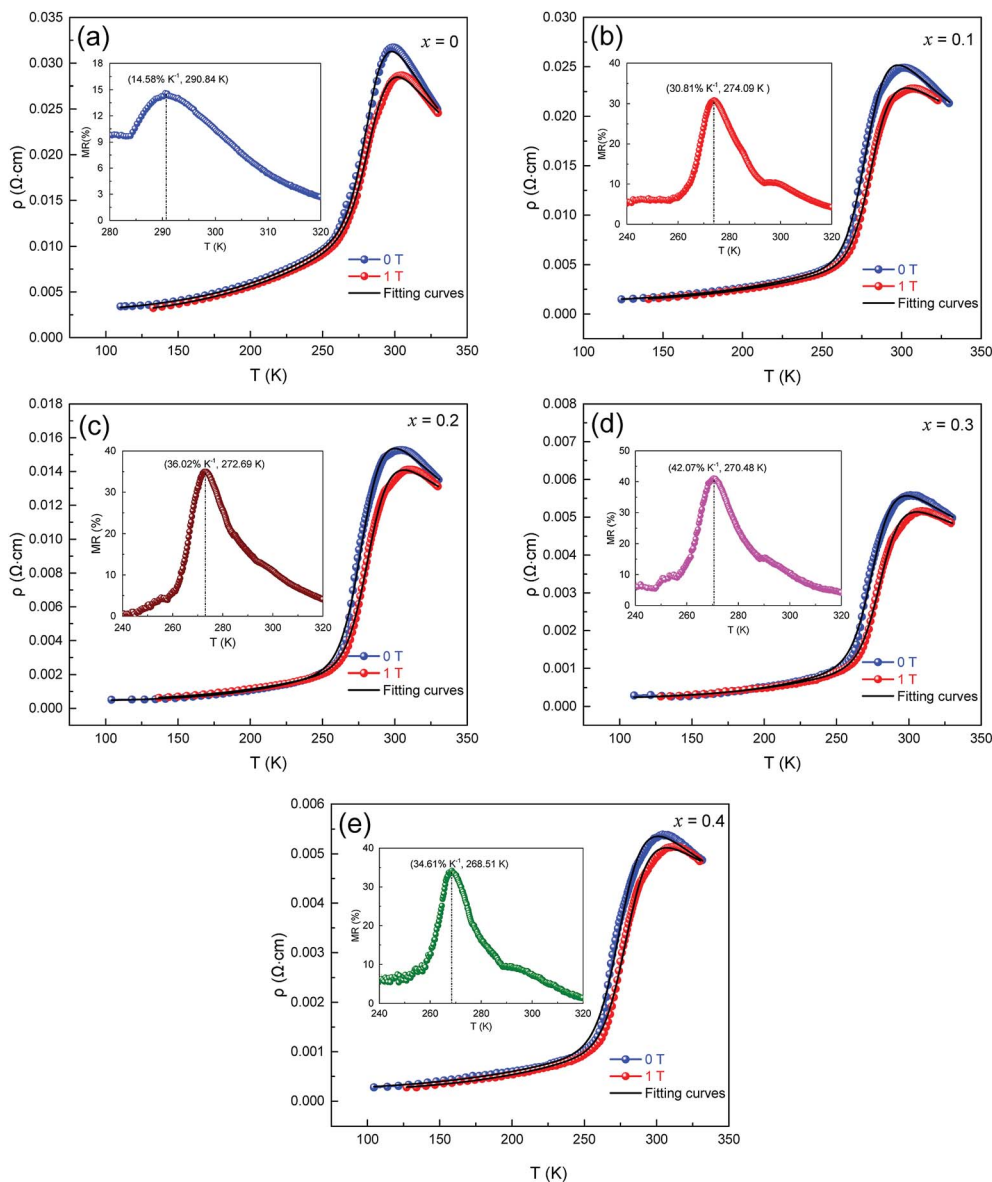 (a)
x = 0
ρ (Ω·cm)
0.035
0.030
0.025
0.020
0.015
0.010
0.005
0.000
(14.58% K⁻¹, 290.84 K)
MR(%)
18
15
12
9
6
3
0
280 290 300 310 320
T (K)
0 T
1 T
Fitting curves
100 150 200 250 300 350
T (K)
(b)
x = 0.1
ρ (Ω·cm)
0.030
0.025
0.020
0.015
0.010
0.005
0.000
(30.81% K⁻¹, 274.09 K )
MR(%)
40
30
20
10
0
240 260 280 300 320
T (K)
0 T
1 T
Fitting curves
100 150 200 250 300 350
T (K)
(c)
x = 0.2
ρ (Ω·cm)
0.018
0.016
0.014
0.012
0.010
0.008
0.006
0.004
0.002
0.000
(36.02% K⁻¹, 272.69 K)
MR (%)
40
30
20
10
0
240 260 280 300 320
T (K)
0 T
1 T
Fitting curves
100 150 200 250 300 350
T (K)
(d)
x = 0.3
ρ (Ω·cm)
0.008
0.007
0.006
0.005
0.004
0.003
0.002
0.001
0.000
(42.07% K⁻¹, 270.48 K)
MR (%)
50
40
30
20
10
0
240 260 280 300 320
T (K)
0 T
1 T
Fitting curves
100 150 200 250 300 350
T (K)
(e)
x = 0.4
ρ (Ω·cm)
0.006
0.005
0.004
0.003
0.002
0.001
0.000
(34.61% K⁻¹, 268.51 K)
MR (%)
40
30
20
10
0
240 260 280 300 320
T (K)
0 T
1 T
Fitting curves
100 150 200 250 300 350
T (K)